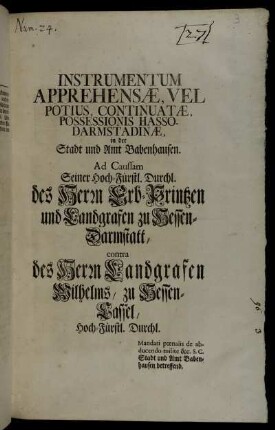 Num. 27.
[27]
3
INSTRUMENTUM
APPREHENSÆ, VEL
POTIUS, CONTINUATÆ,
POSSESSIONIS HASSO-
DARMSTADINÆ,
in der
Stadt und Amt Babenhausen.
Ad Caussam
Seiner Hoch-Fürstl. Durchl.
des Herrn Erb-Printzen
und Landgrafen zu Hessen-
Darmstatt,
contra
des Herrn Landgrafen
Wilhelms, zu Hessen-
Cassel,
Hoch-Fürstl. Durchl.
Mandati pœnalis de ab-
ducendo milite &c. S. C.
Stadt und Amt Baben-
hausen betreffend.